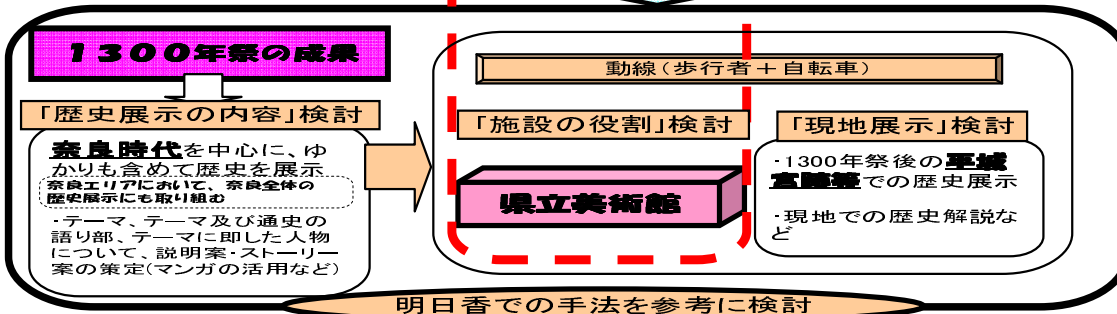 1300年祭の成果
「歴史展示の内容」検討
奈良時代を中心に、ゆ
かりも含めて歴史を展示
奈良エリアにおいて、奈良全体の
歴史展示にも取り組む
・テーマ、テーマ及び通史の
語り部、テーマに即した人物
について、説明案・ストーリー
案の策定(マンガの活用など)
動線(歩行者+自転車)
「施設の役割」検討
県立美術館
「現地展示」検討
・1300年祭後の平城
宮跡等での歴史展示
・現地での歴史解説な
ど
明日香での手法を参考に検討